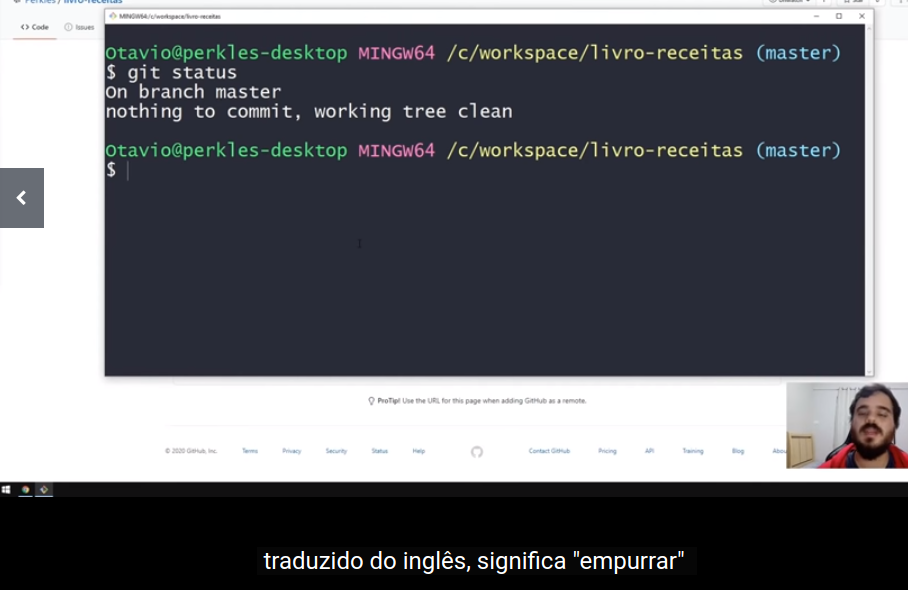 Perkles / livro-receitas
Code
Issues
MINGW64:/c/workspace/livro-receitas
Otavio@perkles-desktop MINGW64 /c/workspace/livro-receitas (master)
$ git status
On branch master
nothing to commit, working tree clean
Otavio@perkles-desktop MINGW64 /c/workspace/livro-receitas (master)
$
ProTip! Use the URL for this page when adding GitHub as a remote.
© 2020 GitHub, Inc. Terms Privacy Security Status Help Contact GitHub Pricing API Training Blog Abou
traduzido do inglês, significa "empurrar"